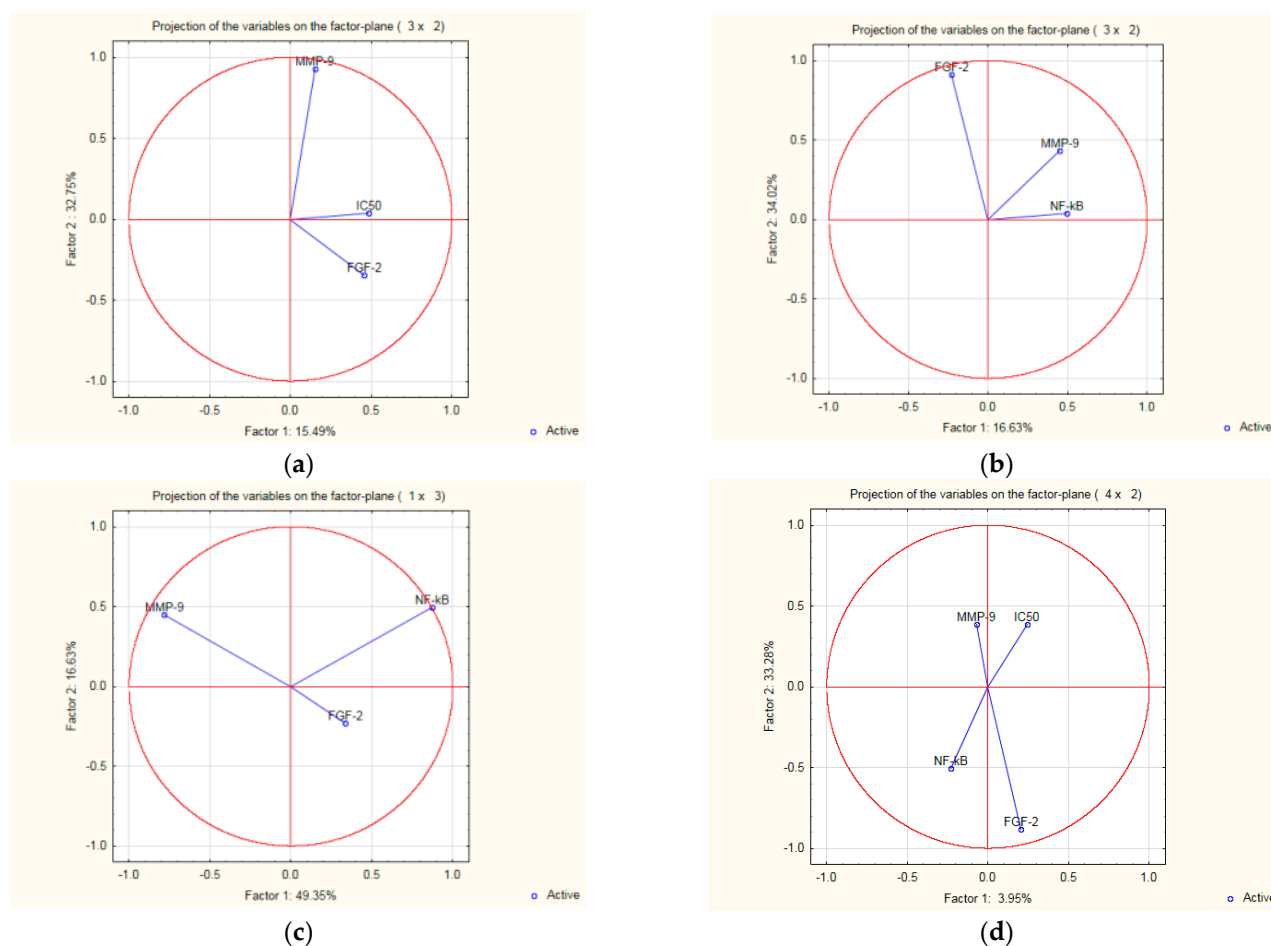 Projection of the variables on the factor-plane ( 3 x 2)
1.0
MMP-9
0.5
IC50
0.0
FGF-2
-0.5
-1.0
Factor 2 : 32.75%
-1.0 -0.5 0.0 0.5 1.0
Factor 1: 15.49%
Active
(a)
Projection of the variables on the factor-plane ( 3 x 2)
1.0
FGF-2
0.5
MMP-9
NF-kB
0.0
-0.5
-1.0
Factor 2: 34.02%
-1.0 -0.5 0.0 0.5 1.0
Factor 1: 16.63%
Active
(b)
Projection of the variables on the factor-plane ( 1 x 3)
1.0
MMP-9
NF-kB
0.5
0.0
FGF-2
-0.5
-1.0
Factor 2: 16.63%
-1.0 -0.5 0.0 0.5 1.0
Factor 1: 49.35%
Active
(c)
Projection of the variables on the factor-plane ( 4 x 2)
1.0
0.5
MMP-9 IC50
0.0
NF-kB
-0.5
FGF-2
-1.0
Factor 2: 33.28%
-1.0 -0.5 0.0 0.5 1.0
Factor 1: 3.95%
Active
(d)